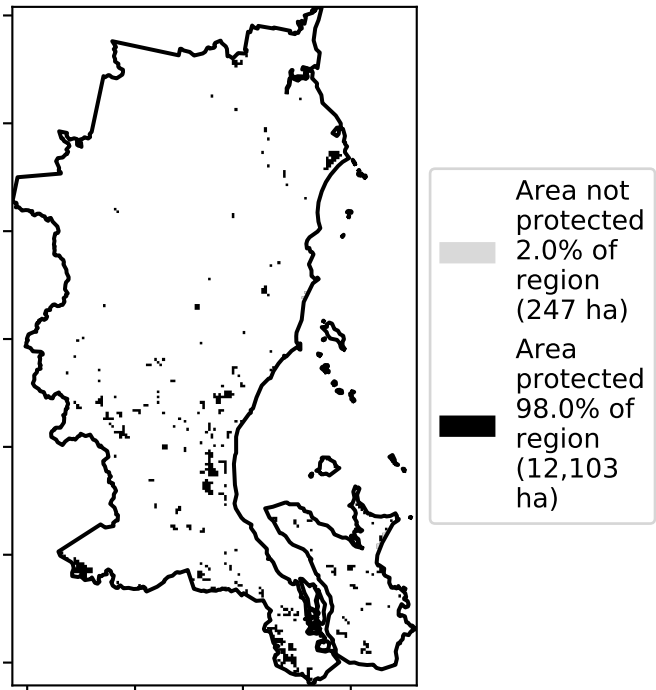 Area not
protected
2.0% of
region
(247 ha)
Area
protected
98.0% of
region
(12,103
ha)